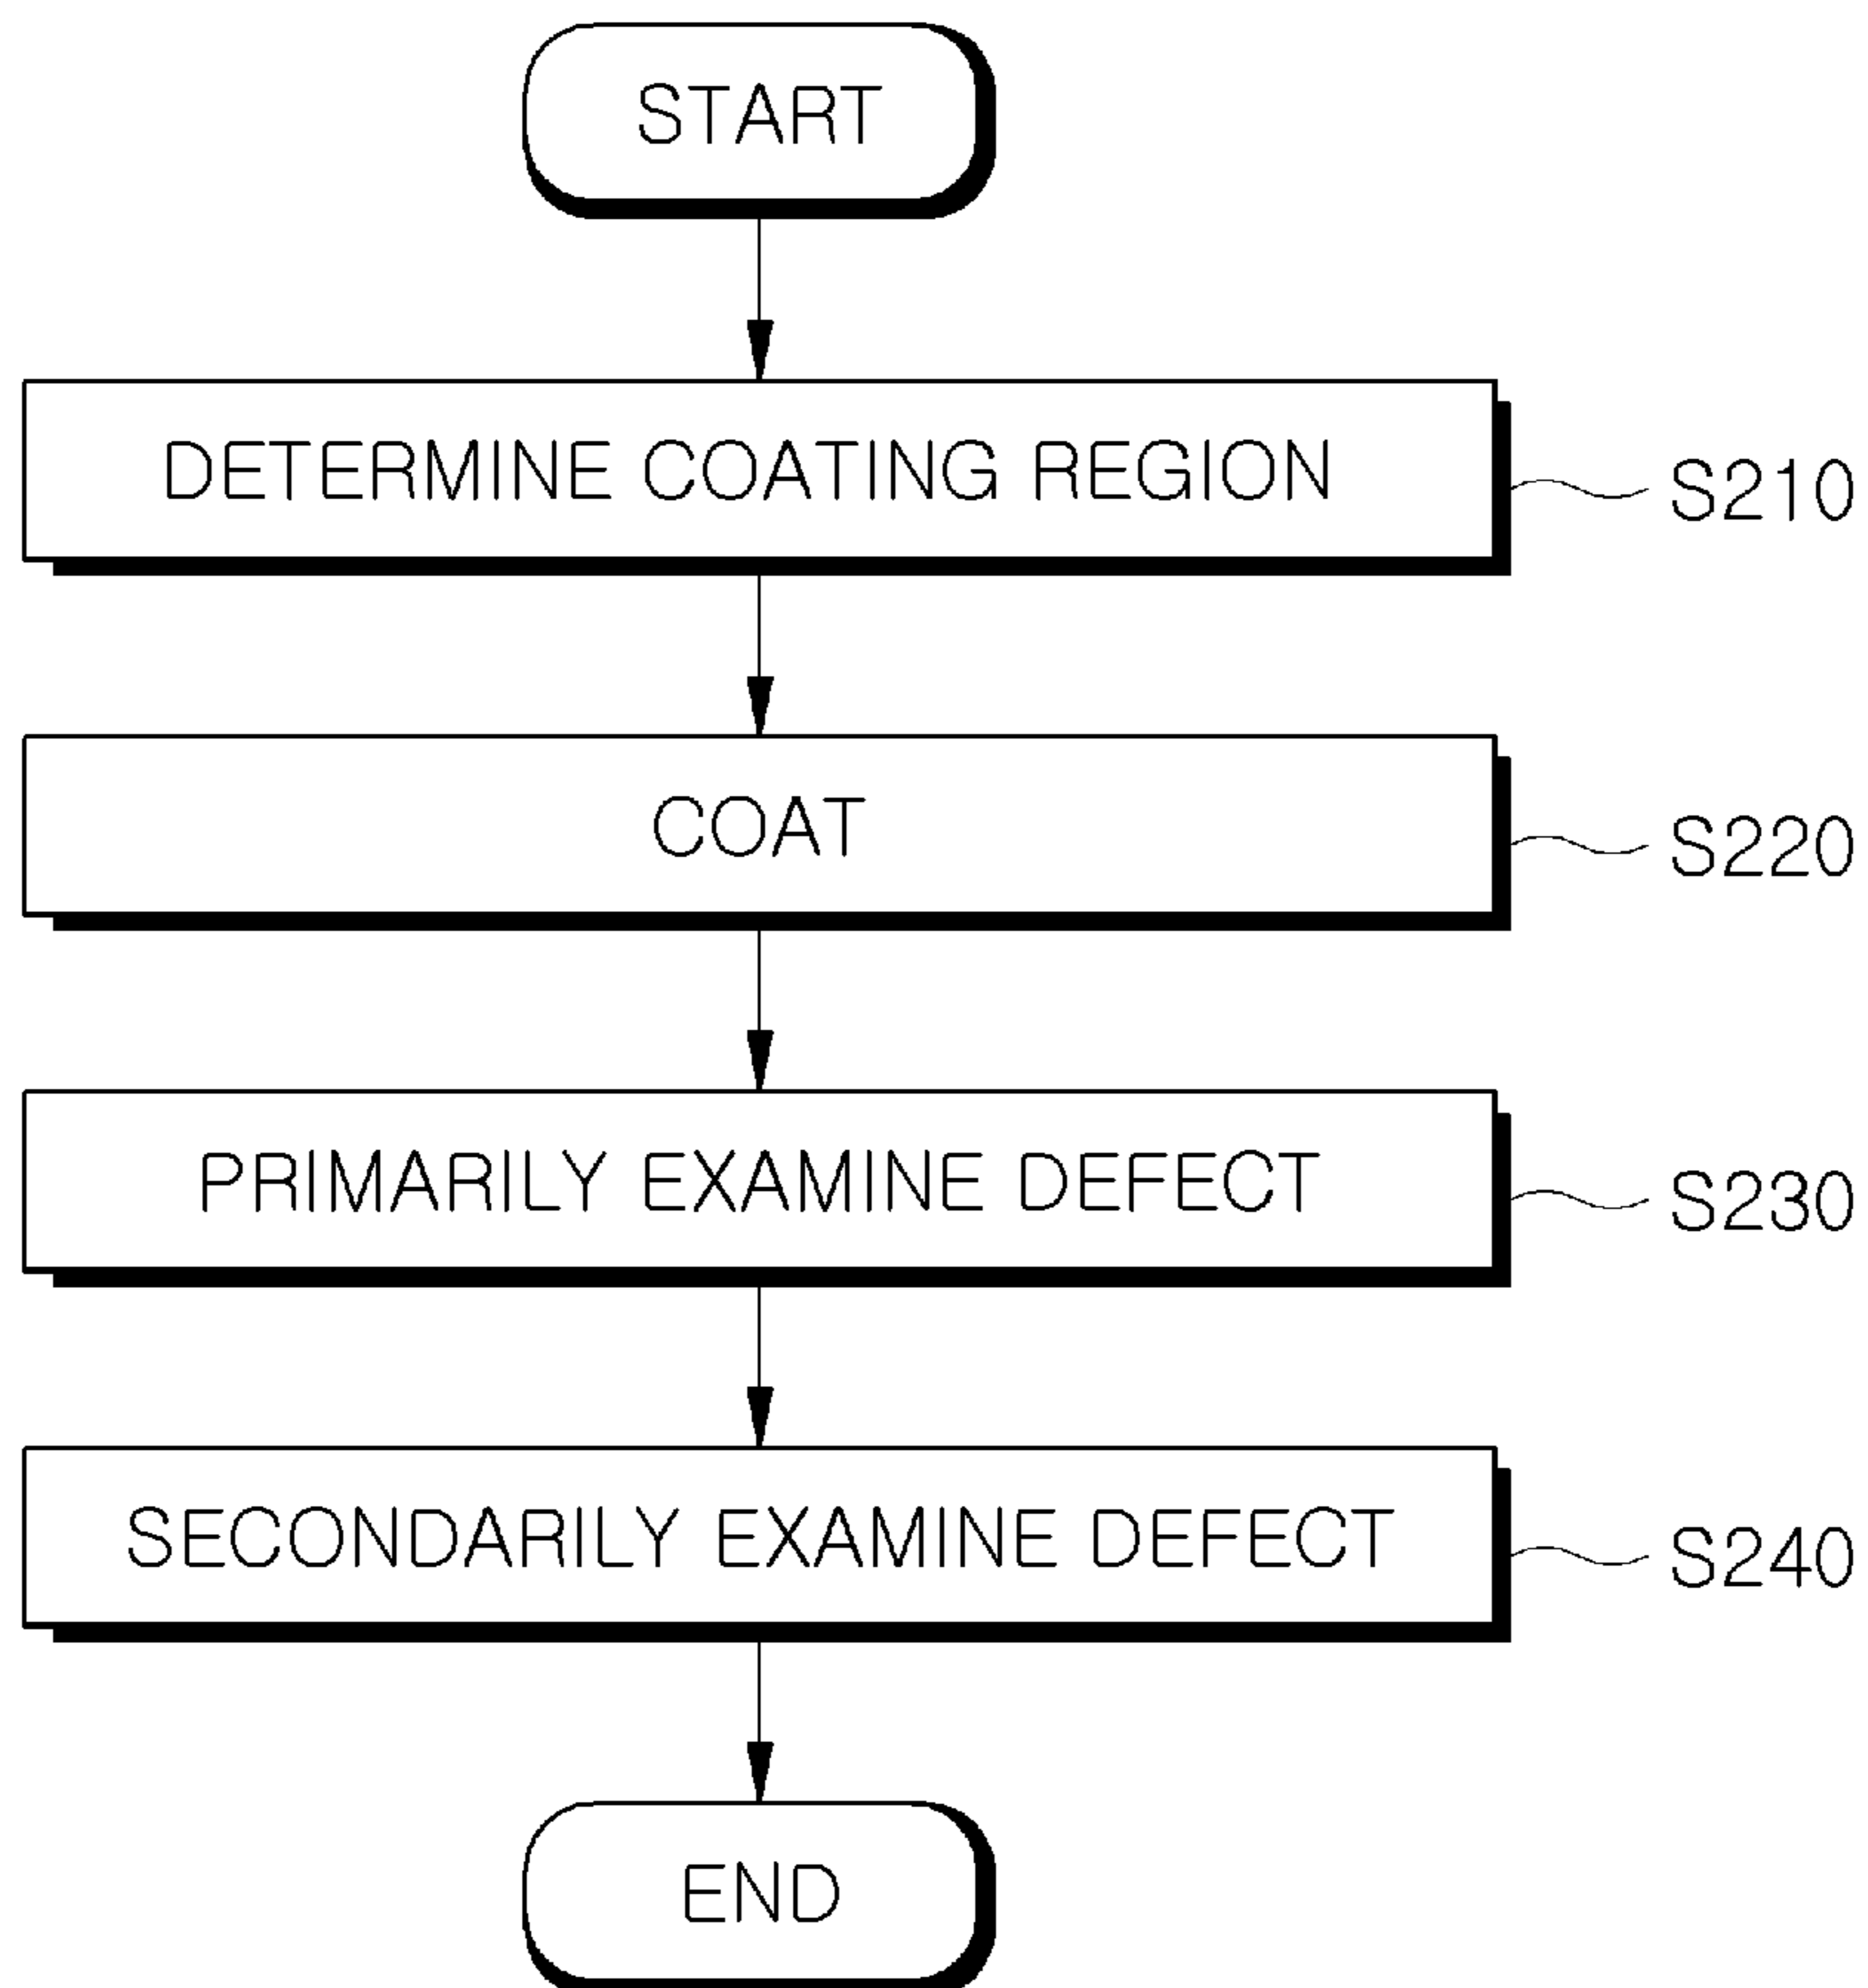 START
DETERMINE COATING REGION
S210
COAT
S220
PRIMARILY EXAMINE DEFECT
S230
SECONDARILY EXAMINE DEFECT
S240
END